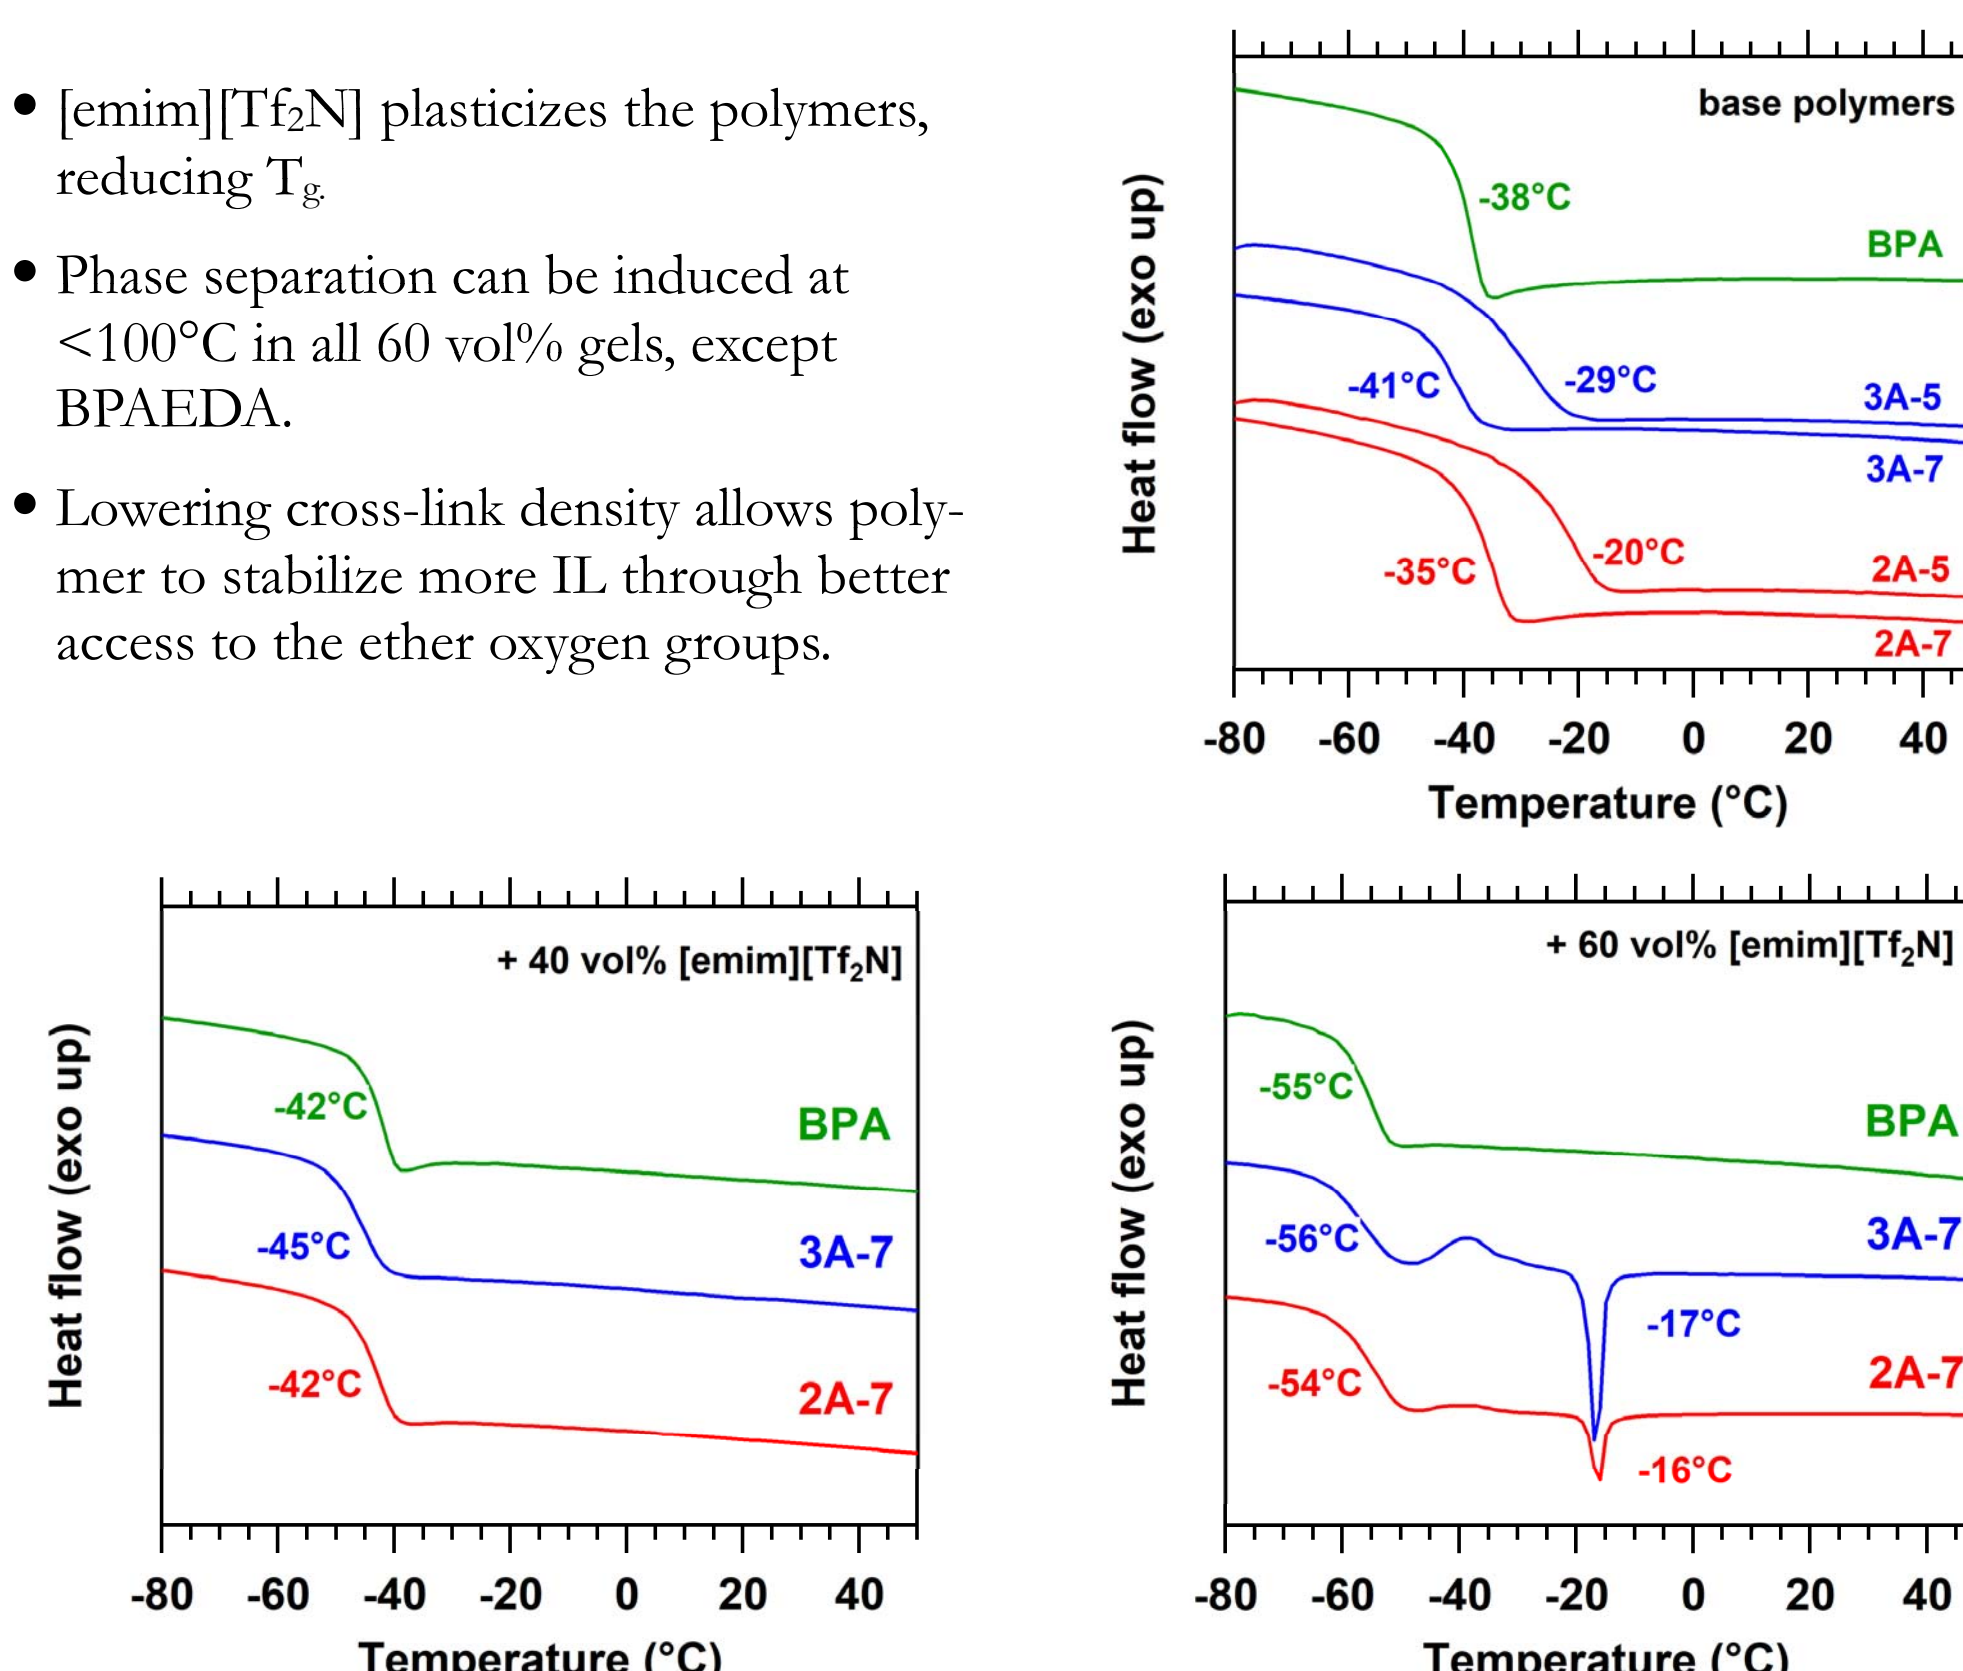 • [emim][Tf₂N] plasticizes the polymers,
reducing Tg.
• Phase separation can be induced at
<100°C in all 60 vol% gels, except
BPAEDA.
• Lowering cross-link density allows poly-
mer to stabilize more IL through better
access to the ether oxygen groups.
base polymers
Heat flow (exo up)
-38°C
BPA
-41°C
-29°C
3A-5
3A-7
-35°C
-20°C
2A-5
2A-7
-80 -60 -40 -20 0 20 40
Temperature (°C)
+ 40 vol% [emim][Tf₂N]
Heat flow (exo up)
-42°C
BPA
-45°C
3A-7
-42°C
2A-7
-80 -60 -40 -20 0 20 40
Temperature (°C)
+ 60 vol% [emim][Tf₂N]
Heat flow (exo up)
-55°C
BPA
-56°C
3A-7
-17°C
-54°C
2A-7
-16°C
-80 -60 -40 -20 0 20 40
Temperature (°C)